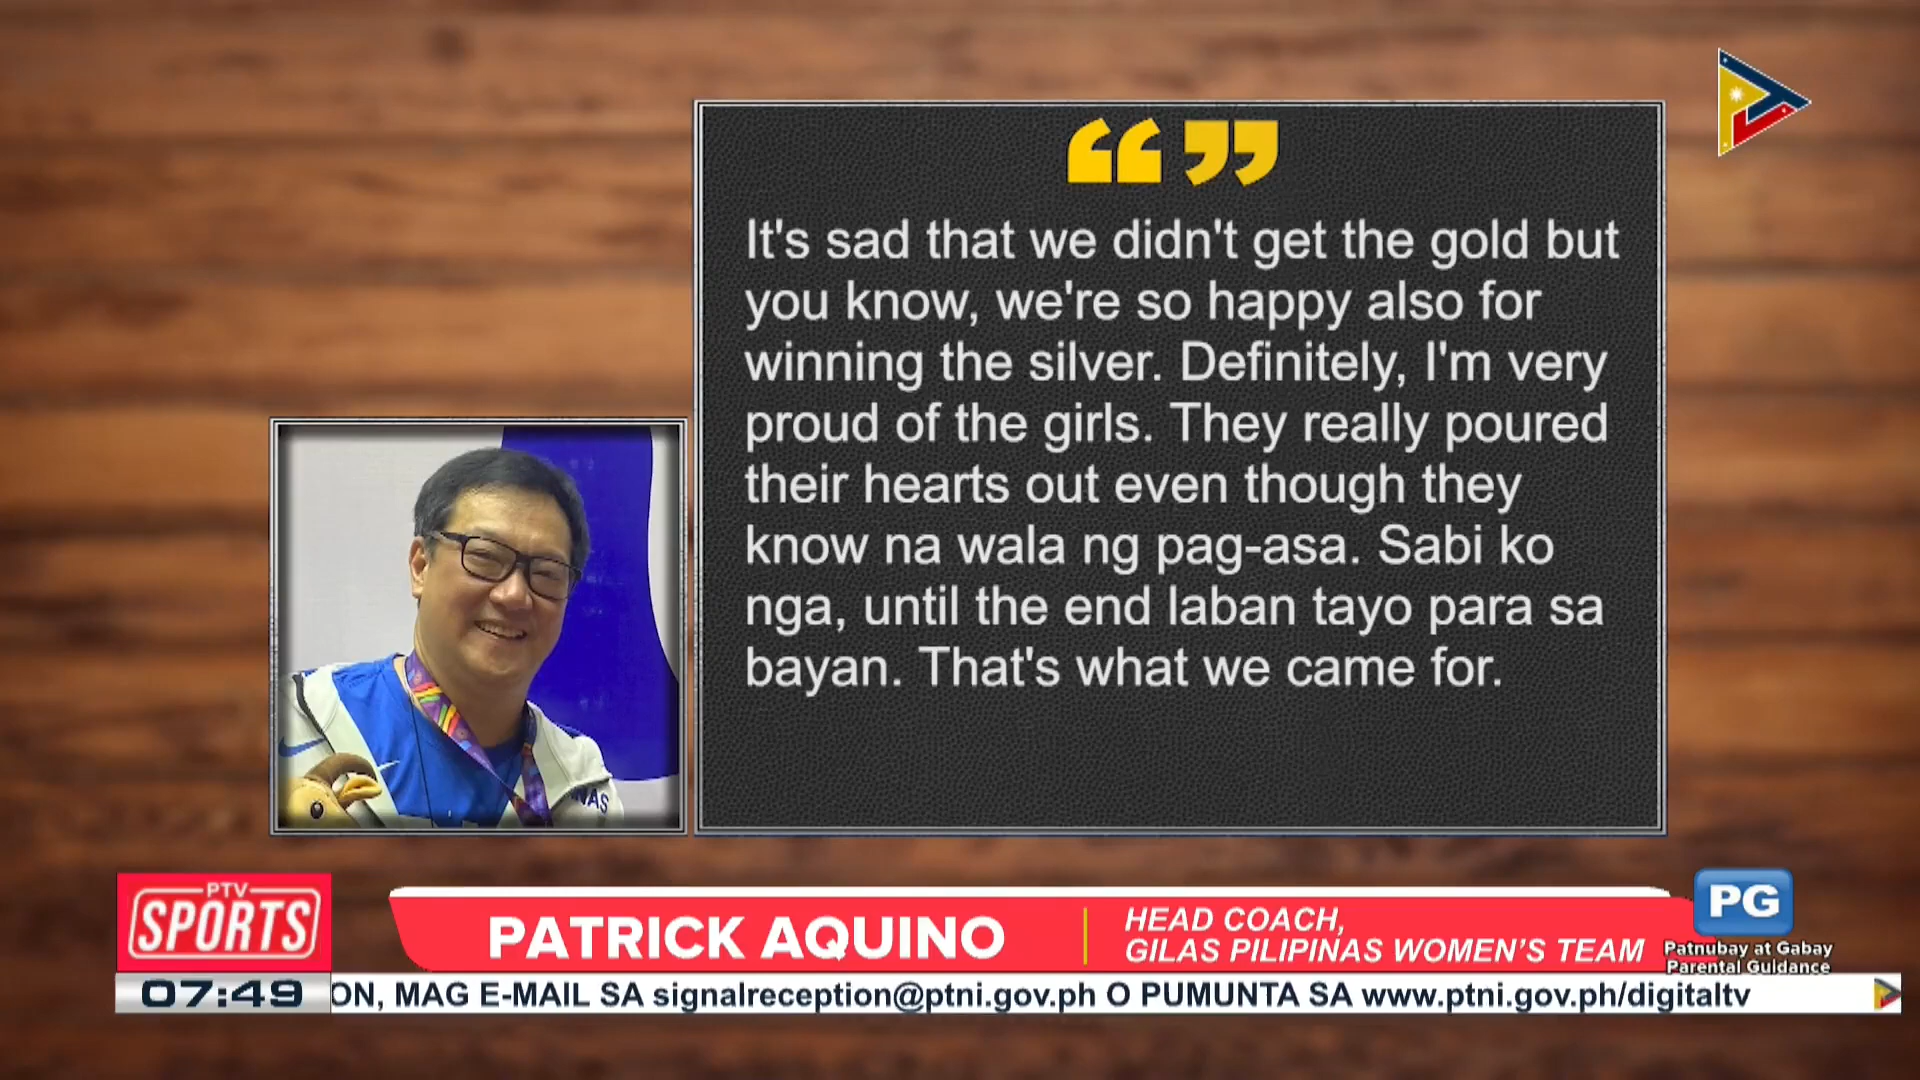 It's sad that we didn't get the gold but
you know, we're so happy also for
winning the silver. Definitely, I'm very
proud of the girls. They really poured
their hearts out even though they
know na wala ng pag-asa. Sabi ko
nga, until the end laban tayo para sa
bayan. That's what we came for.
NAS
PTV
SPORTS
PATRICK AQUINO
HEAD COACH,
GILAS PILIPINAS WOMEN'S TEAM
PG
Patnubay at Gabay
Parental Guidance
07:49
ON, MAG E-MAIL SA signalreception@ptni.gov.ph O PUMUNTA SA www.ptni.gov.ph/digitaltv